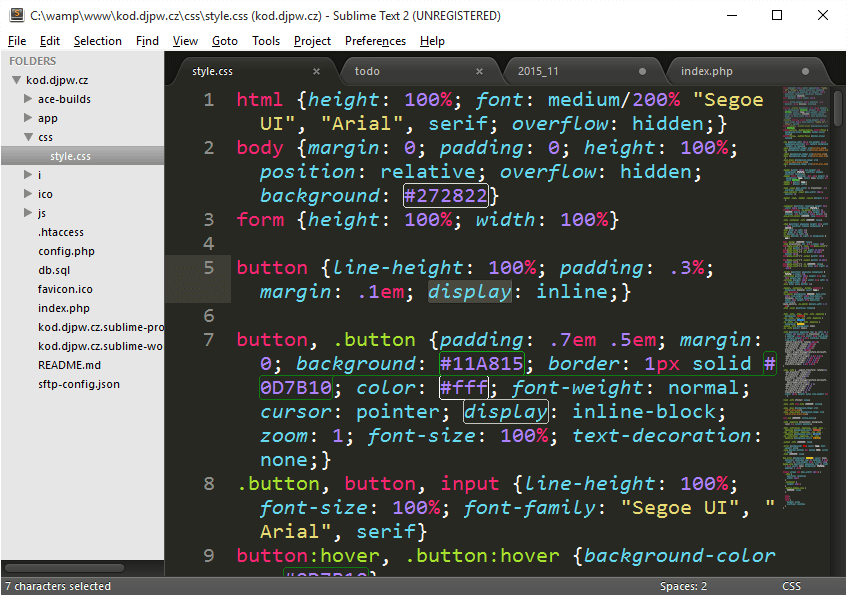 C:\wamp\www\kod.djpw.cz\css\style.css (kod.djpw.cz) - Sublime Text 2 (UNREGISTERED)
File Edit Selection Find View Goto Tools Project Preferences Help
FOLDERS
kod.djpw.cz
ace-builds
app
css
style.css
i
ico
js
.htaccess
config.php
db.sql
favicon.ico
index.php
kod.djpw.cz.sublime-pro
kod.djpw.cz.sublime-wo
README.md
sftp-config.json
style.css × todo × 2015_11 index.php
1 html {height: 100%; font: medium/200% "Segoe
UI", "Arial", serif; overflow: hidden;}
2 body {margin: 0; padding: 0; height: 100%;
position: relative; overflow: hidden;
background: #272822}
3 form {height: 100%; width: 100%}
4
5 button {line-height: 100%; padding: .3%;
margin: .1em; display: inline;}
6
7 button, .button {padding: .7em .5em; margin:
0; background: #11A815; border: 1px solid #
0D7B10; color: #fff; font-weight: normal;
cursor: pointer; display: inline-block;
zoom: 1; font-size: 100%; text-decoration:
none;}
8 .button, button, input {line-height: 100%;
font-size: 100%; font-family: "Segoe UI", "
Arial", serif}
9 button:hover, .button:hover {background-color
: #0D7B10}
7 characters selected Spaces: 2 CSS